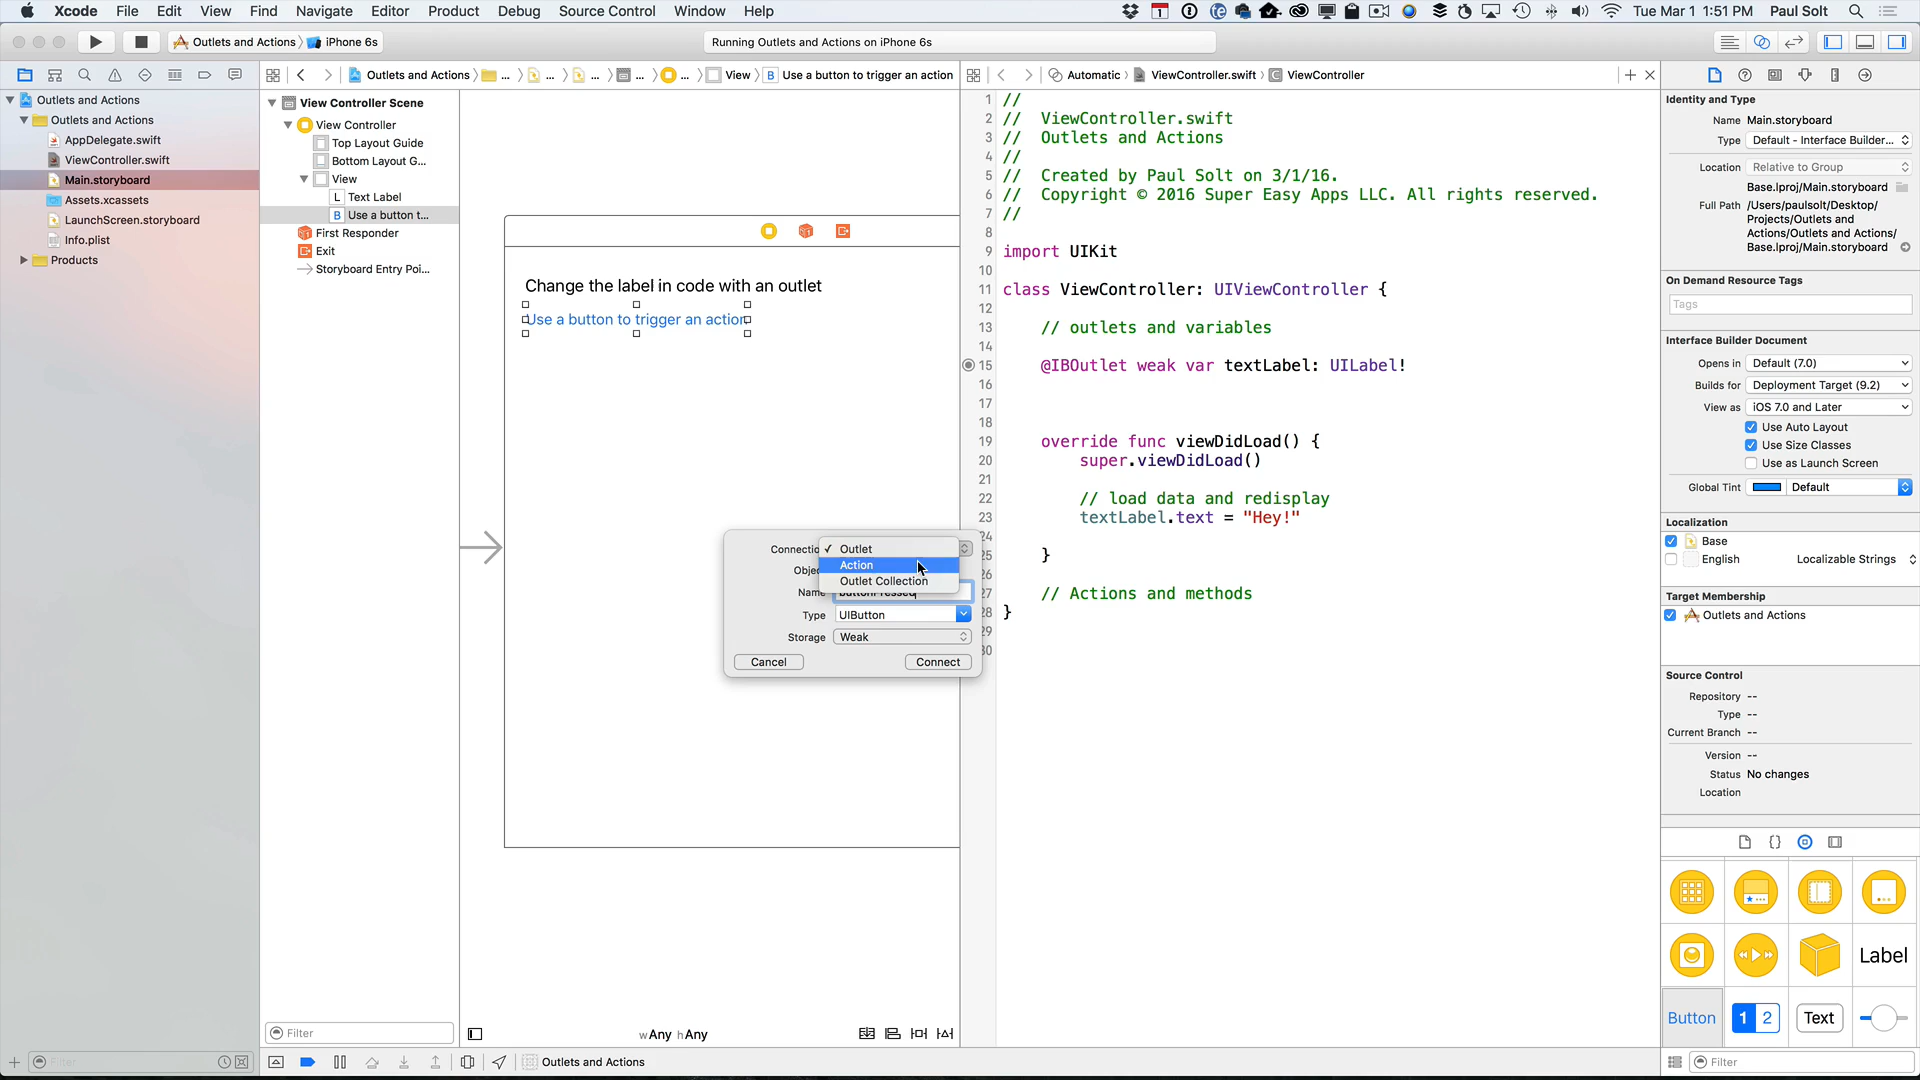 Xcode File Edit View Find Navigate Editor Product Debug Source Control Window Help
1
Tue Mar 1 1:51 PM Paul Solt
Outlets and Actions iPhone 6s
Running Outlets and Actions on iPhone 6s
Outlets and Actions ... ... ... ... ... View B Use a button to trigger an action
Automatic ViewController.swift ViewController
Outlets and Actions
Outlets and Actions
AppDelegate.swift
ViewController.swift
Main.storyboard
Assets.xcassets
LaunchScreen.storyboard
Info.plist
Products
Filter
View Controller Scene
View Controller
Top Layout Guide
Bottom Layout G...
View
L Text Label
B Use a button t...
First Responder
Exit
Storyboard Entry Poi...
Filter
Change the label in code with an outlet
Use a button to trigger an action
wAny hAny
Outlets and Actions
Connectio
✓ Outlet
Action
Outlet Collection
Objec
Name buttonPressed
Type UIButton
Storage Weak
Cancel Connect
1 //
2 // ViewController.swift
3 // Outlets and Actions
4 //
5 // Created by Paul Solt on 3/1/16.
6 // Copyright © 2016 Super Easy Apps LLC. All rights reserved.
7 //
8
9 import UIKit
10
11 class ViewController: UIViewController {
12
13 // outlets and variables
14
15 @IBOutlet weak var textLabel: UILabel!
16
17
18
19 override func viewDidLoad() {
20 super.viewDidLoad()
21
22 // load data and redisplay
23 textLabel.text = "Hey!"
24
25 }
26
27 // Actions and methods
28 }
29
30
Identity and Type
Name Main.storyboard
Type Default - Interface Builder...
Location Relative to Group
Base.lproj/Main.storyboard
Full Path /Users/paulsolt/Desktop/
Projects/Outlets and
Actions/Outlets and Actions/
Base.lproj/Main.storyboard
On Demand Resource Tags
Tags
Interface Builder Document
Opens in Default (7.0)
Builds for Deployment Target (9.2)
View as iOS 7.0 and Later
Use Auto Layout
Use Size Classes
Use as Launch Screen
Global Tint Default
Localization
Base
English Localizable Strings
Target Membership
Outlets and Actions
Source Control
Repository --
Type --
Current Branch --
Version --
Status No changes
Location
{}
Label
Button 1 2 Text
Filter